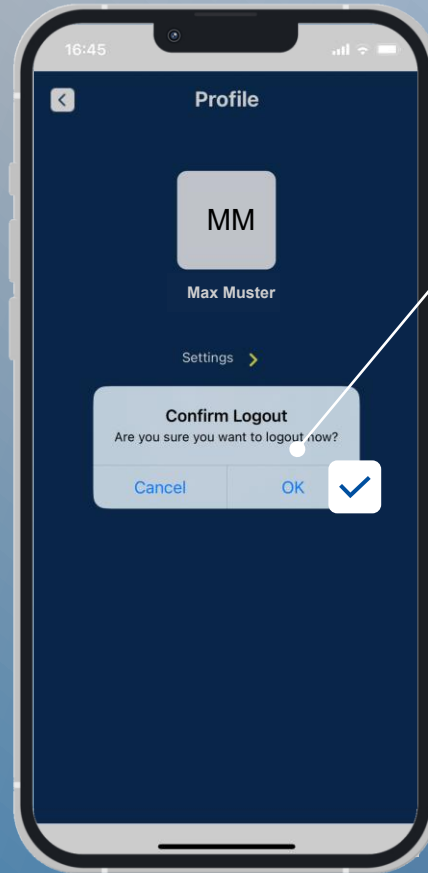 16:45
Profile
MM
Max Muster
Settings
Confirm Logout
Are you sure you want to logout now?
Cancel OK